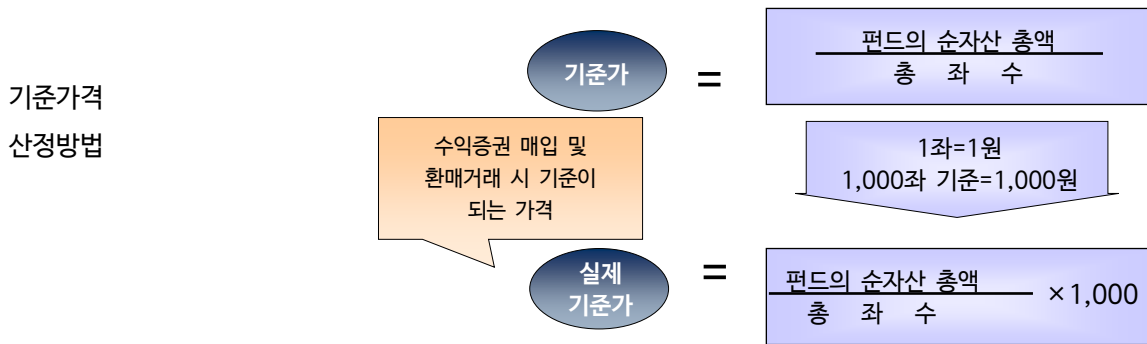 기준가격
산정방법
기준가
=
펀드의 순자산 총액
총 좌 수
수익증권 매입 및
환매거래 시 기준이
되는 가격
1좌=1원
1,000좌 기준=1,000원
실제
기준가
=
펀드의 순자산 총액
총 좌 수
×1,000